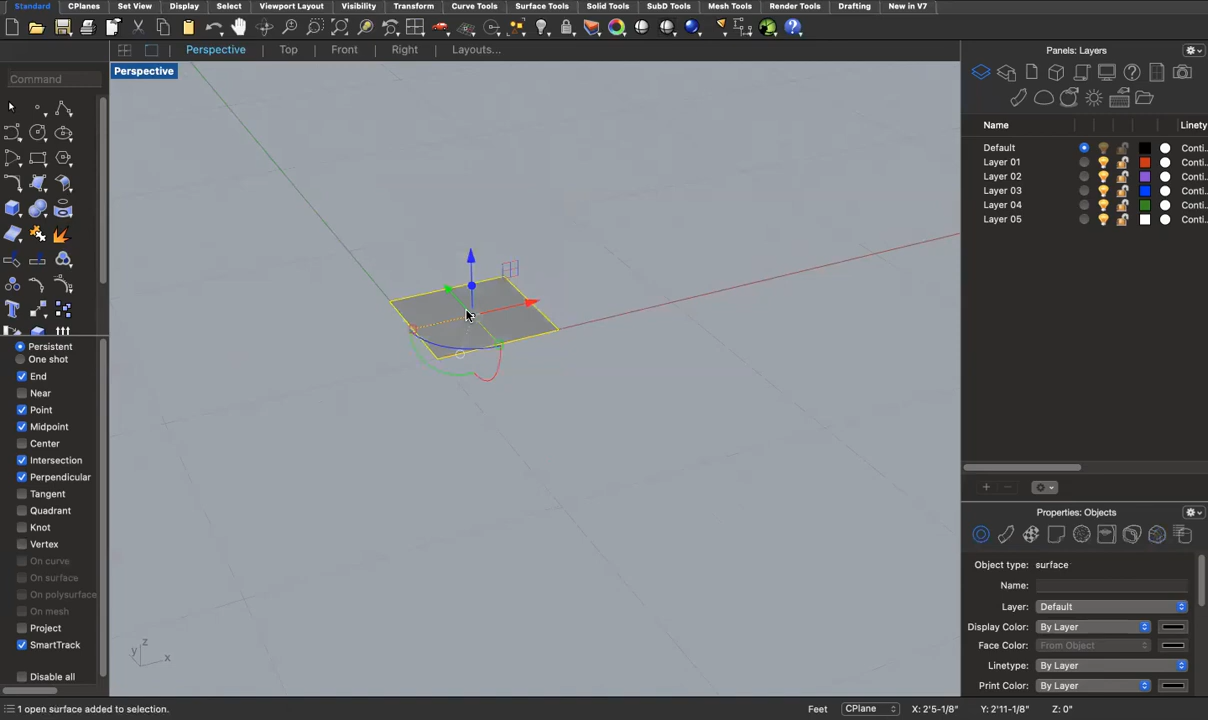 Standard CPlanes Set View Display Select Viewport Layout Visibility Transform Curve Tools Surface Tools Solid Tools SubD Tools Mesh Tools Render Tools Drafting New in V7
Perspective Top Front Right Layouts... Panels: Layers
Perspective
Command
Name Linety
Default Conti...
Layer 01 Conti...
Layer 02 Conti...
Layer 03 Conti...
Layer 04 Conti...
Layer 05 Conti...
Persistent
One shot
End
Near
Point
Midpoint
Center
Intersection
Perpendicular
Tangent
Quadrant
Knot
Vertex
On curve
On surface
On polysurface
On mesh
Project
SmartTrack
Disable all
Properties: Objects
Object type: surface
Name:
Layer: Default
Display Color: By Layer
Face Color: From Object
Linetype: By Layer
Print Color: By Layer
z
y x
1 open surface added to selection. Feet CPlane X: 2'5-1/8" Y: 2'11-1/8" Z: 0"